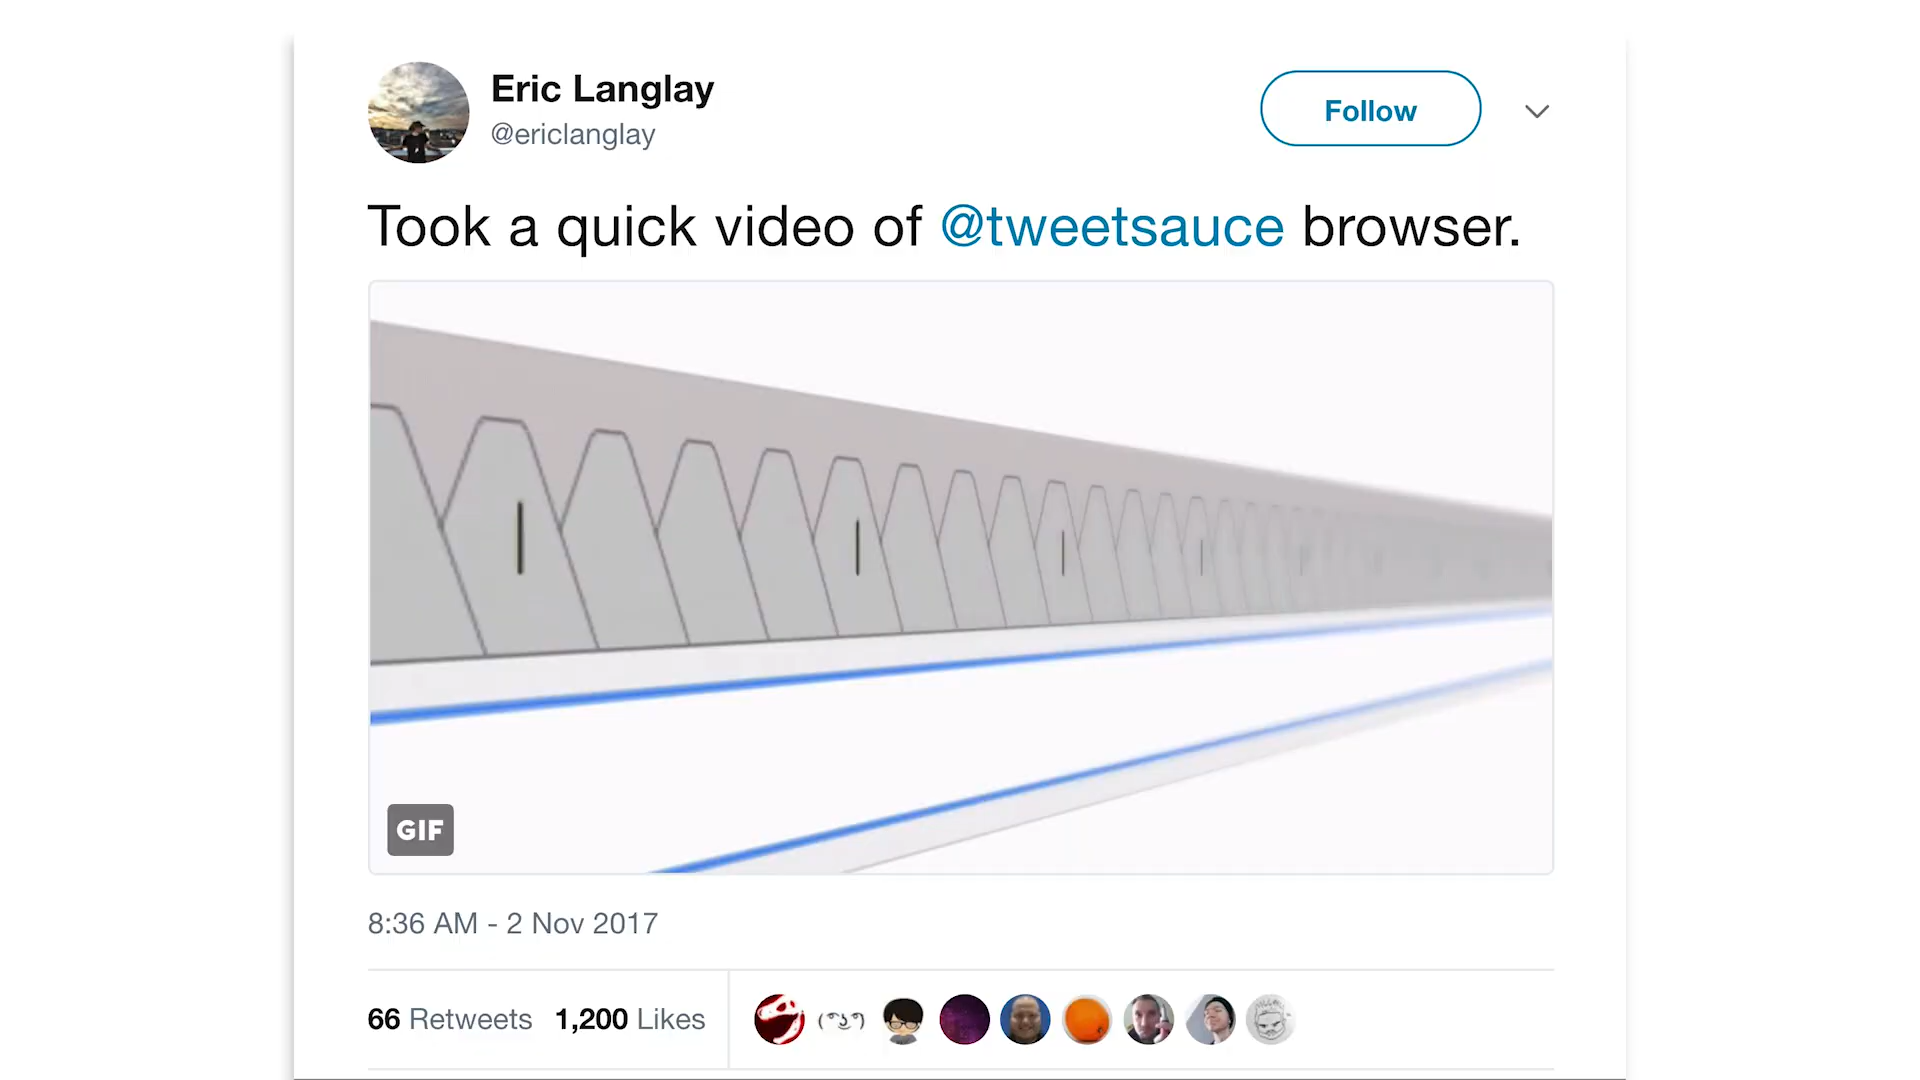 Eric Langlay
@ericlanglay
Follow
Took a quick video of @tweetsauce browser.
GIF
8:36 AM - 2 Nov 2017
66 Retweets 1,200 Likes
( ͡° ͜ʖ ͡°)